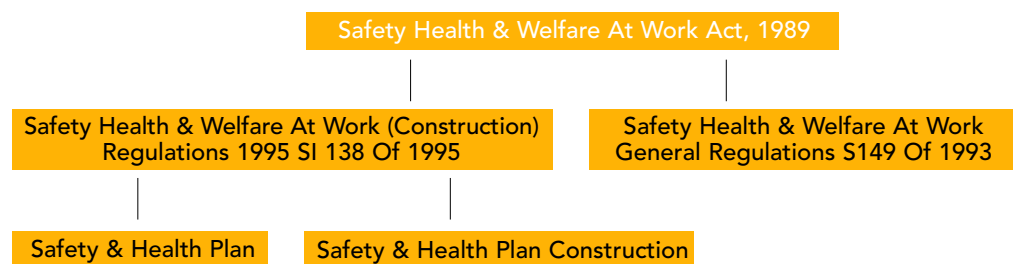 Safety Health & Welfare At Work Act, 1989
Safety Health & Welfare At Work (Construction)
Regulations 1995 SI 138 Of 1995
Safety Health & Welfare At Work
General Regulations S149 Of 1993
Safety & Health Plan
Safety & Health Plan Construction